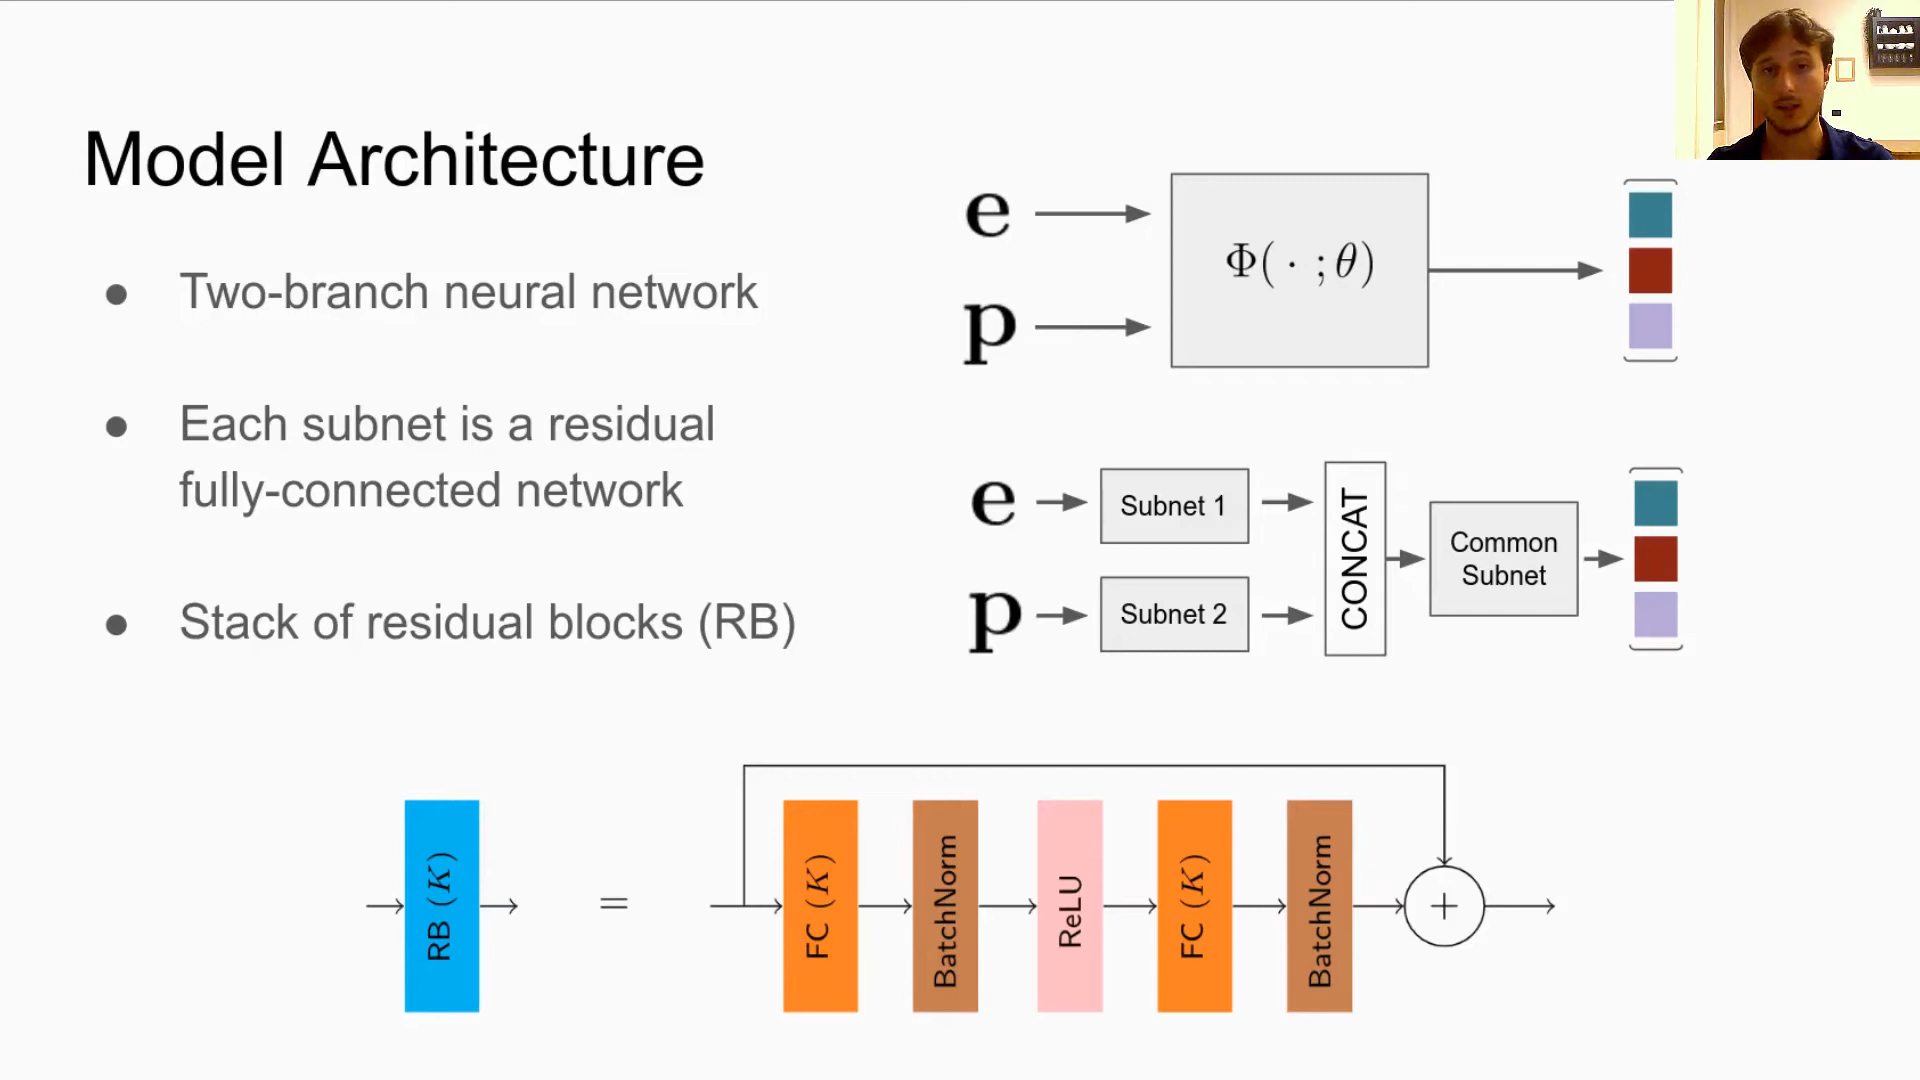 Model Architecture
● Two-branch neural network
● Each subnet is a residual
fully-connected network
● Stack of residual blocks (RB)
e
p
Φ( · ; θ)
e
p
Subnet 1
Subnet 2
CONCAT
Common
Subnet
RB (K)
=
FC (K)
BatchNorm
ReLU
FC (K)
BatchNorm
+